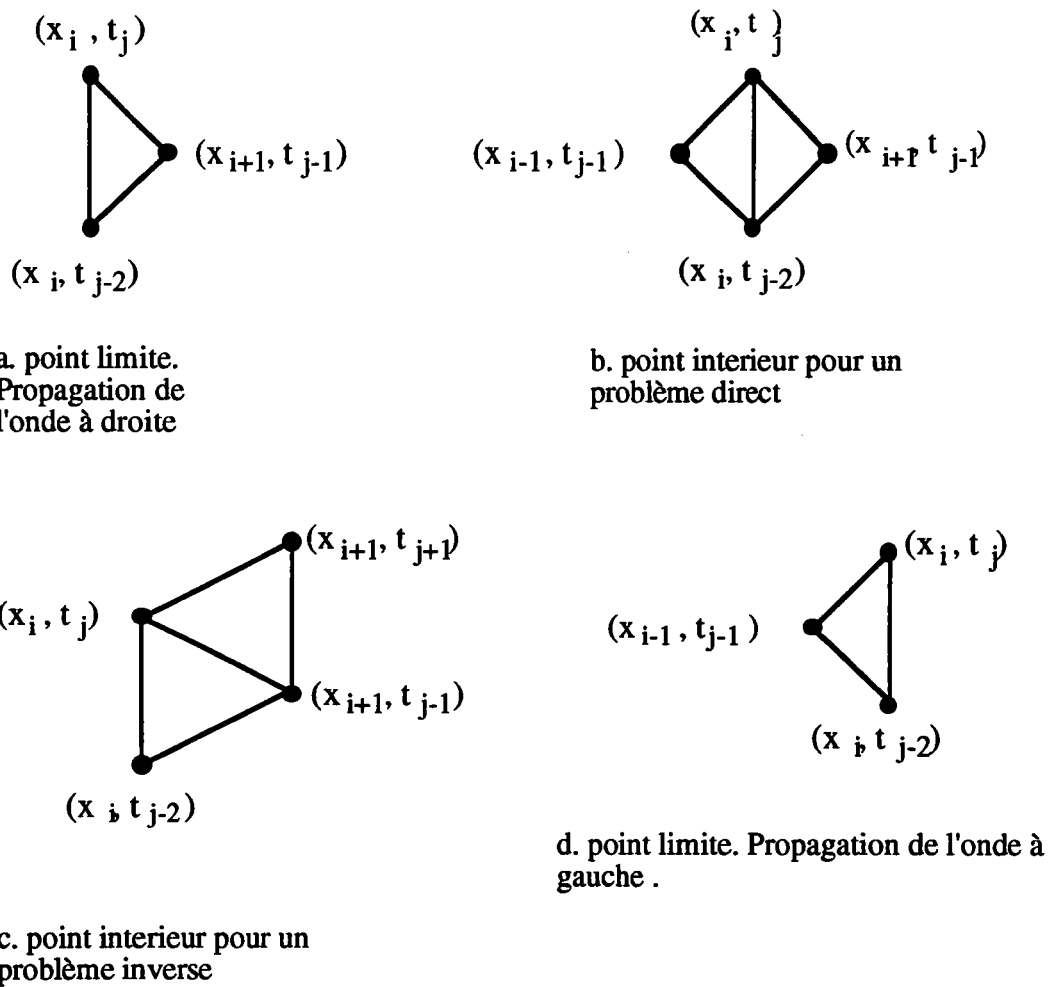 (x i , t j)
(x i+1, t j-1)
(x i, t j-2)
a. point limite.
Propagation de
l'onde à droite
(x i, t j)
(x i-1, t j-1)
(x i+1, t j-1)
(x i, t j-2)
b. point interieur pour un
problème direct
(x i+1, t j+1)
(x i , t j)
(x i+1, t j-1)
(x i, t j-2)
c. point interieur pour un
problème inverse
(x i, t j)
(x i-1 , t j-1 )
(x i, t j-2)
d. point limite. Propagation de l'onde à
gauche .